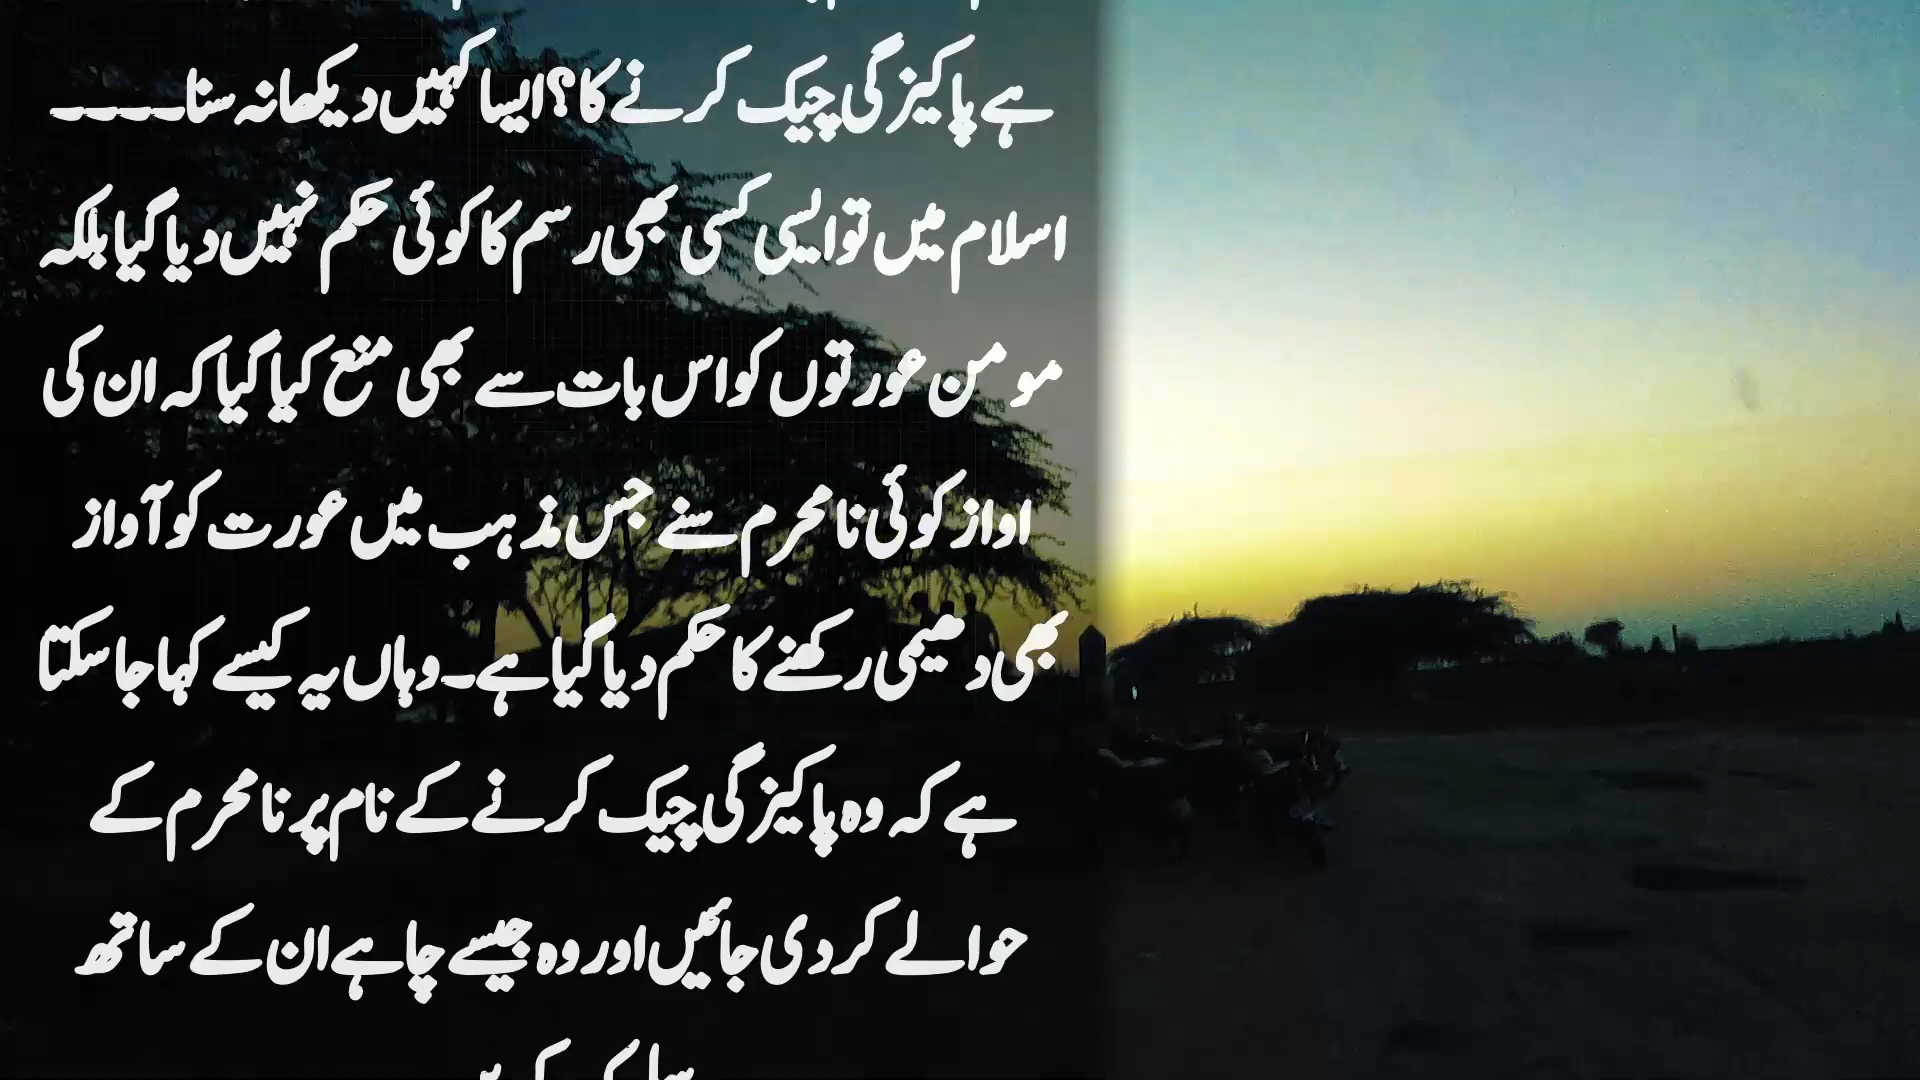 ہے پاکیزگی چیک کرنے کا؟ ایسا کہیں دیکھا نہ سنا۔۔۔۔
اسلام میں تو ایسی کسی بھی رسم کا کوئی حکم نہیں دیا گیا بلکہ
مومن عورتوں کو اس بات سے بھی منع کیا گیا کہ ان کی
اواز کوئی نامحرم سنے جس مذہب میں عورت کو آواز
بھی دھیمی رکھنے کا حکم دیا گیا ہے۔ وہاں یہ کیسے کہا جا سکتا
ہے کہ وہ پاکیزگی چیک کرنے کے نام پر نامحرم کے
حوالے کر دی جائیں اور وہ جیسے چاہے ان کے ساتھ